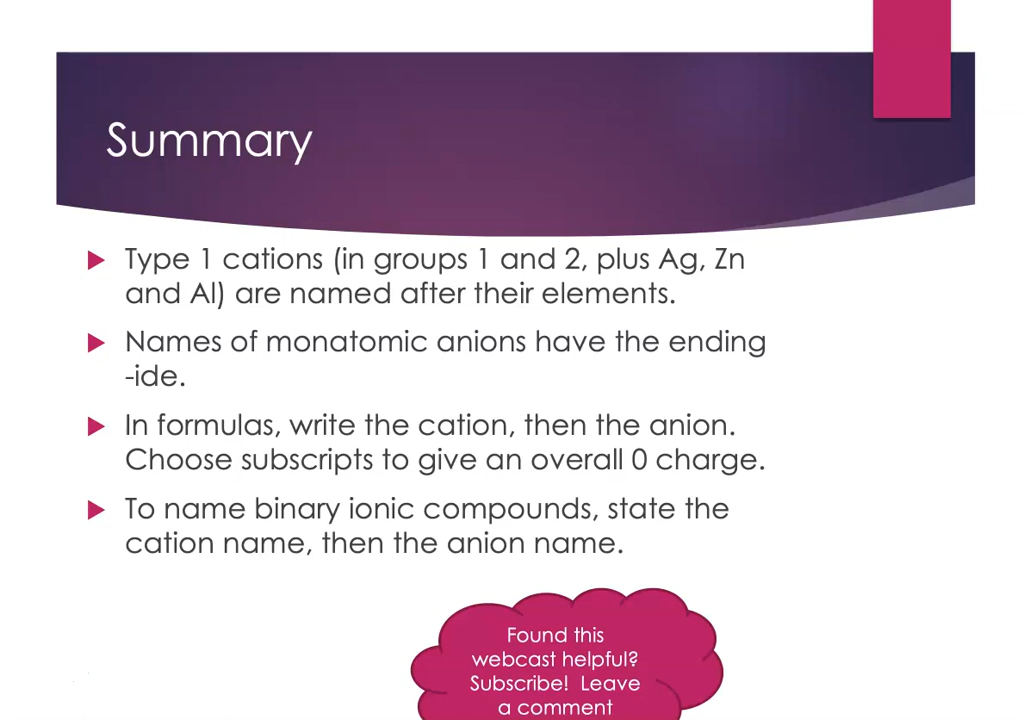 Summary
Type 1 cations (in groups 1 and 2, plus Ag, Zn
and Al) are named after their elements.
Names of monatomic anions have the ending
-ide.
In formulas, write the cation, then the anion.
Choose subscripts to give an overall 0 charge.
To name binary ionic compounds, state the
cation name, then the anion name.
Found this
webcast helpful?
Subscribe! Leave
a comment